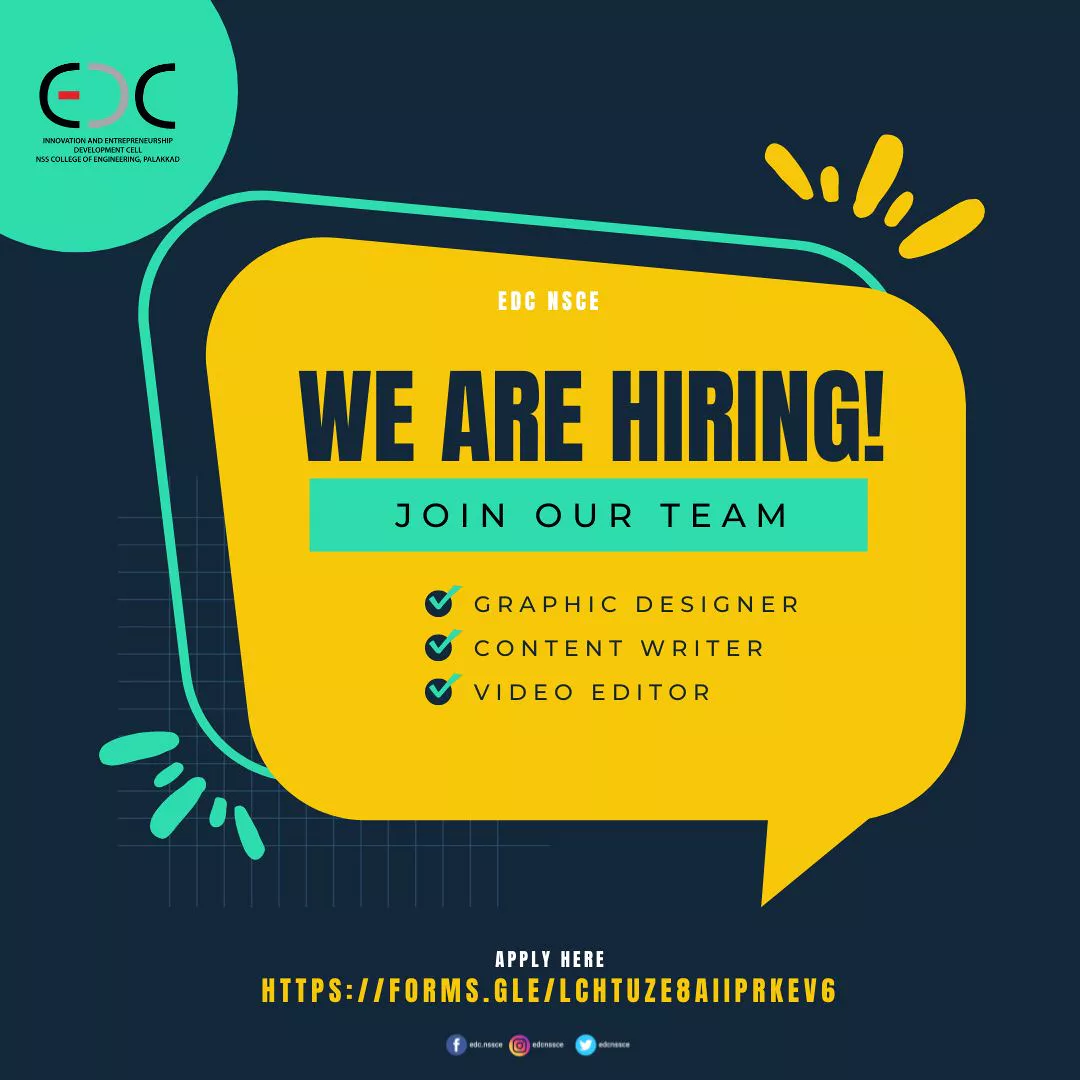 EDC
INNOVATION AND ENTREPRENEURSHIP
DEVELOPMENT CELL
NSS COLLEGE OF ENGINEERING, PALAKKAD
EDC NSCE
WE ARE HIRING!
JOIN OUR TEAM
GRAPHIC DESIGNER
CONTENT WRITER
VIDEO EDITOR
APPLY HERE
HTTPS://FORMS.GLE/LCHTUZE8AIIPRKEV6
edc.nssce edcnssce edcnssce